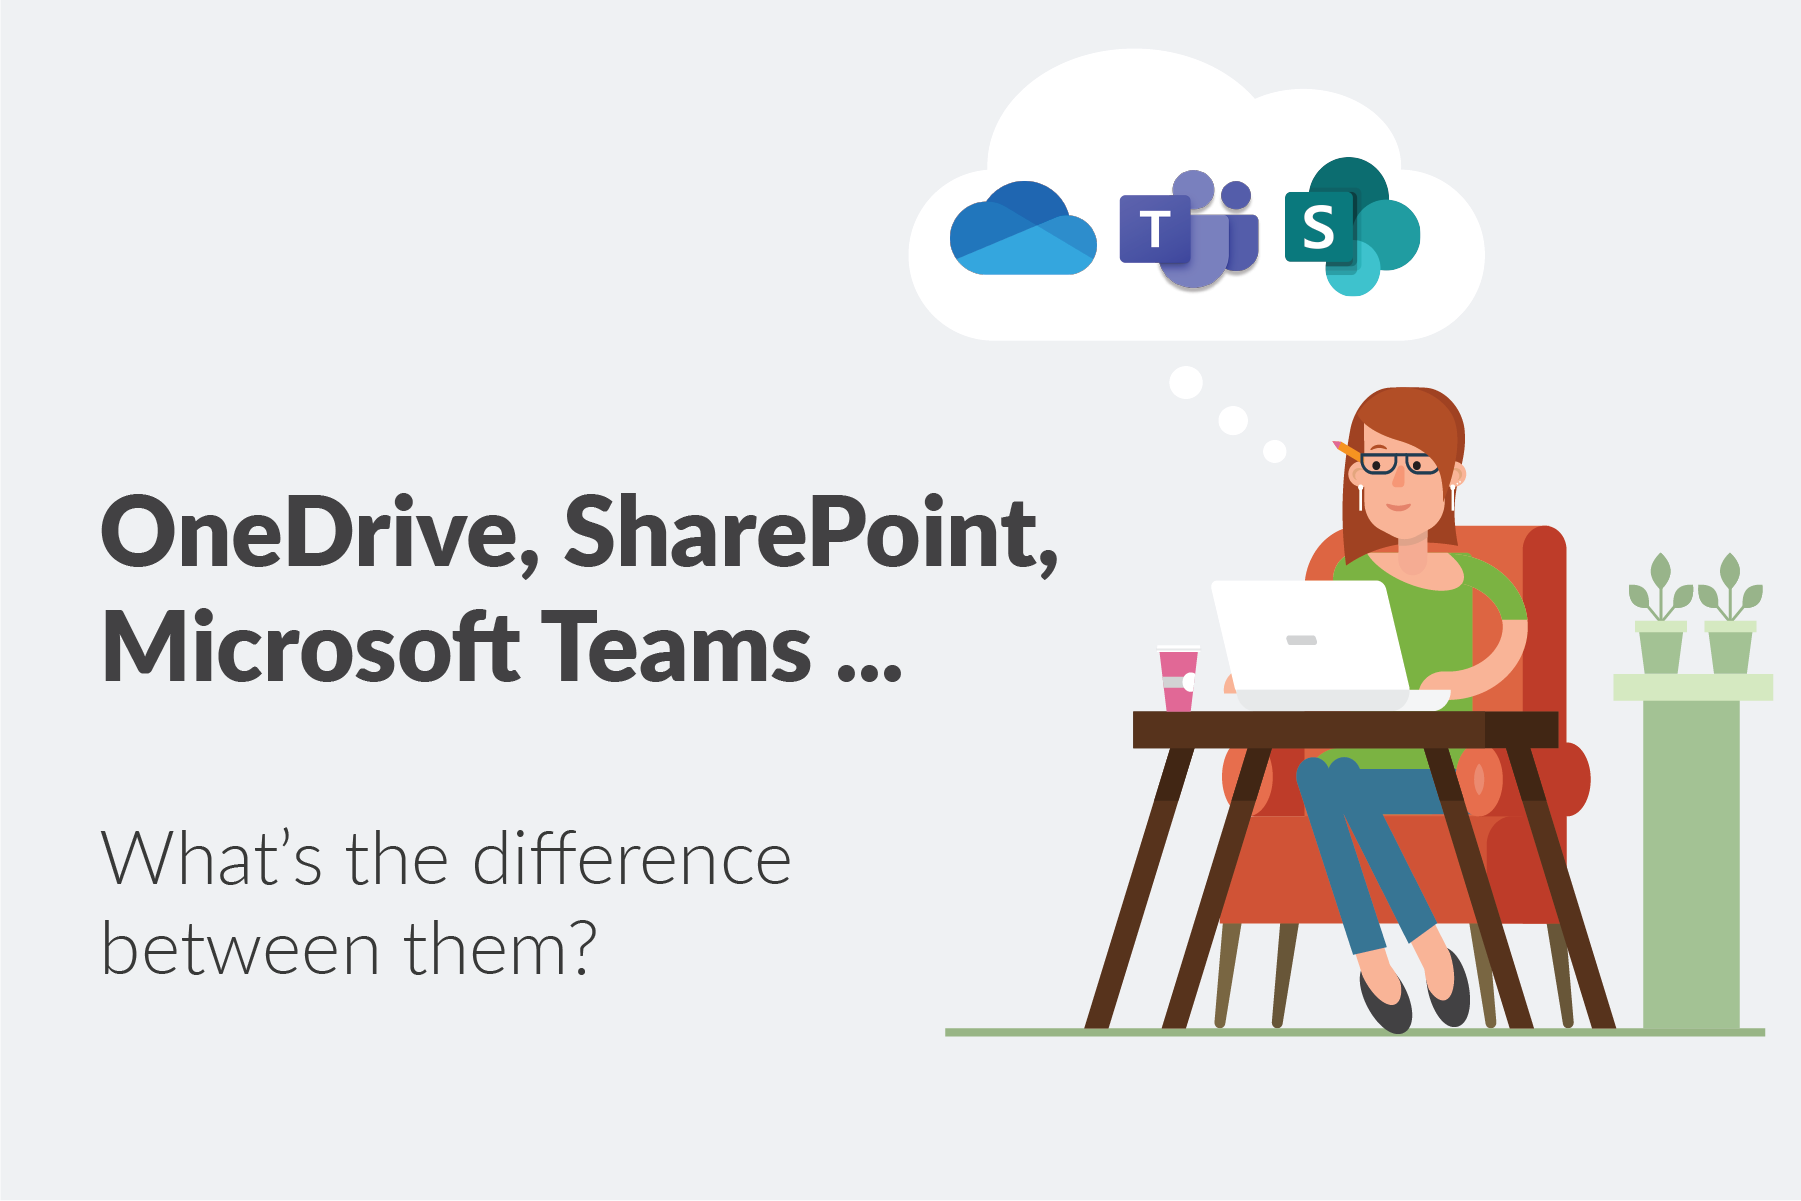 T
S
OneDrive, SharePoint,
Microsoft Teams ...
What’s the difference
between them?